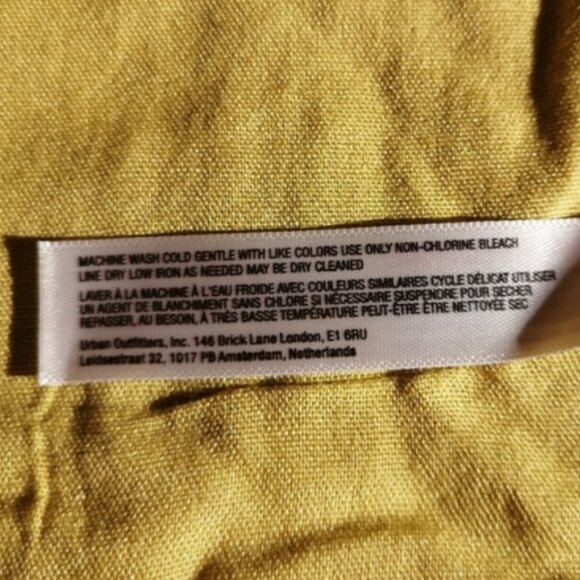 MACHINE WASH COLD GENTLE WITH LIKE COLORS USE ONLY NON-CHLORINE BLEACH
LINE DRY LOW IRON AS NEEDED MAY BE DRY CLEANED
LAVER À LA MACHINE À L'EAU FROIDE AVEC COULEURS SIMILAIRES CYCLE DÉLICAT UTILISER
UN AGENT DE BLANCHIMENT SANS CHLORE SI NÉCESSAIRE SUSPENDRE POUR SÉCHER
REPASSER, AU BESOIN, À TRÈS BASSE TEMPÉRATURE PEUT-ÊTRE ÊTRE NETTOYÉE SEC
Urban Outfitters, Inc. 146 Brick Lane London, E1 6RU
Leidsestraat 32, 1017 PB Amsterdam, Netherlands